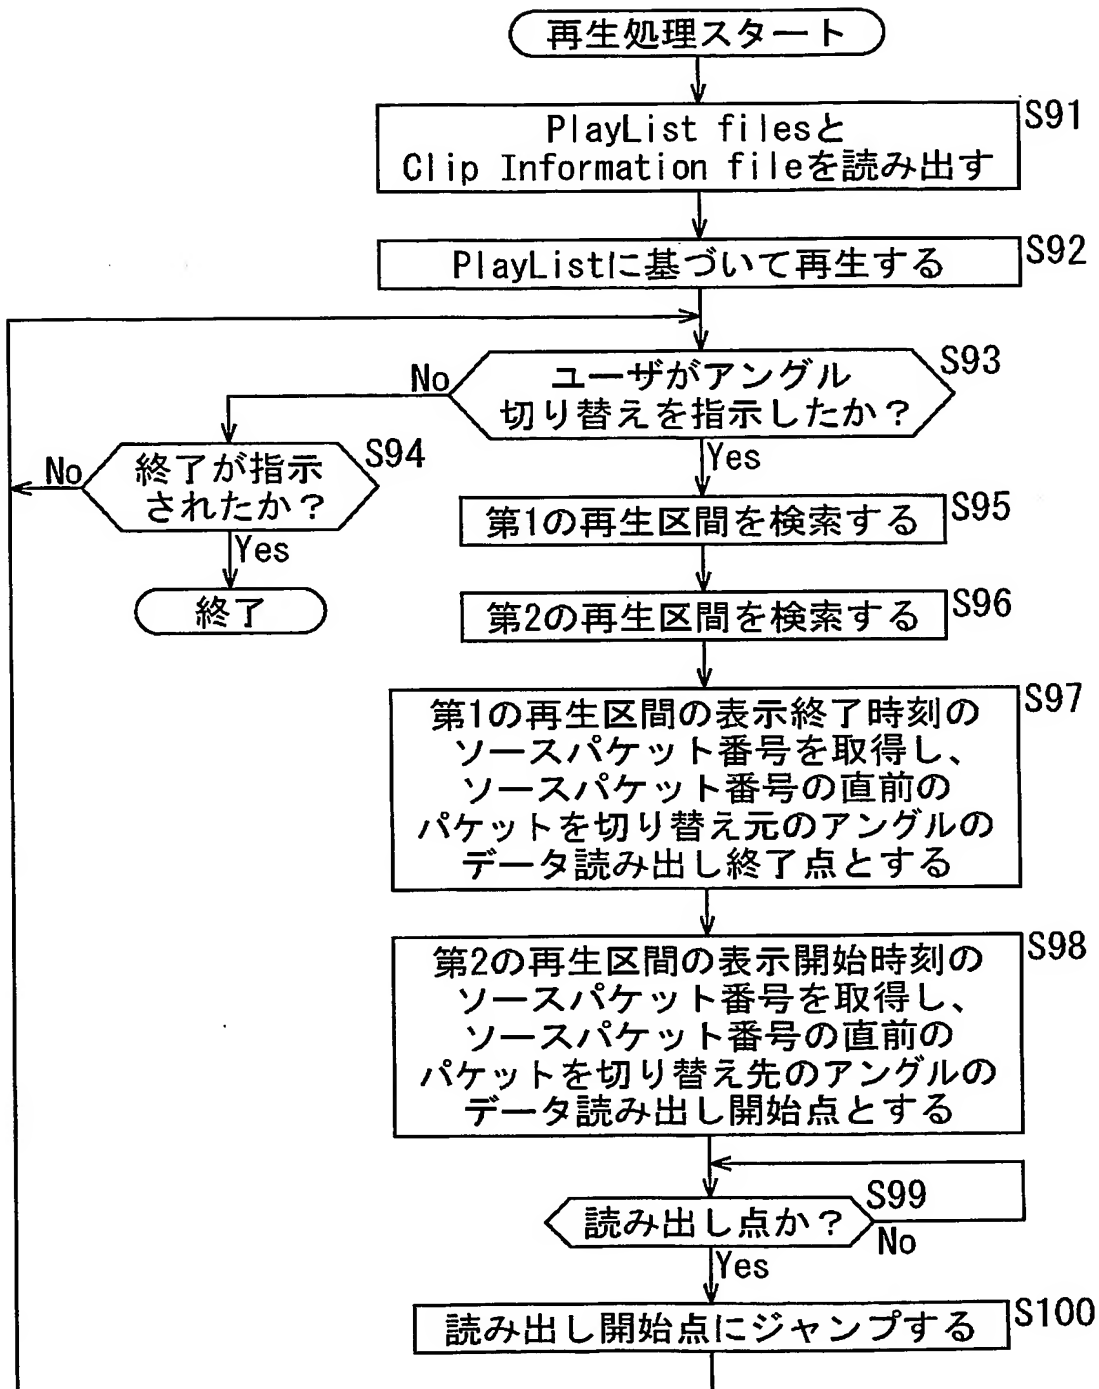 再生処理スタート
S91
PlayList filesと
Clip Information fileを読み出す
S92
PlayListに基づいて再生する
S93
ユーザがアングル
切り替えを指示したか？
No
Yes
S94
終了が指示
されたか？
No
Yes
終了
S95
第1の再生区間を検索する
S96
第2の再生区間を検索する
S97
第1の再生区間の表示終了時刻の
ソースパケット番号を取得し、
ソースパケット番号の直前の
パケットを切り替え元のアングルの
データ読み出し終了点とする
S98
第2の再生区間の表示開始時刻の
ソースパケット番号を取得し、
ソースパケット番号の直前の
パケットを切り替え先のアングルの
データ読み出し開始点とする
S99
読み出し点か？
No
Yes
S100
読み出し開始点にジャンプする